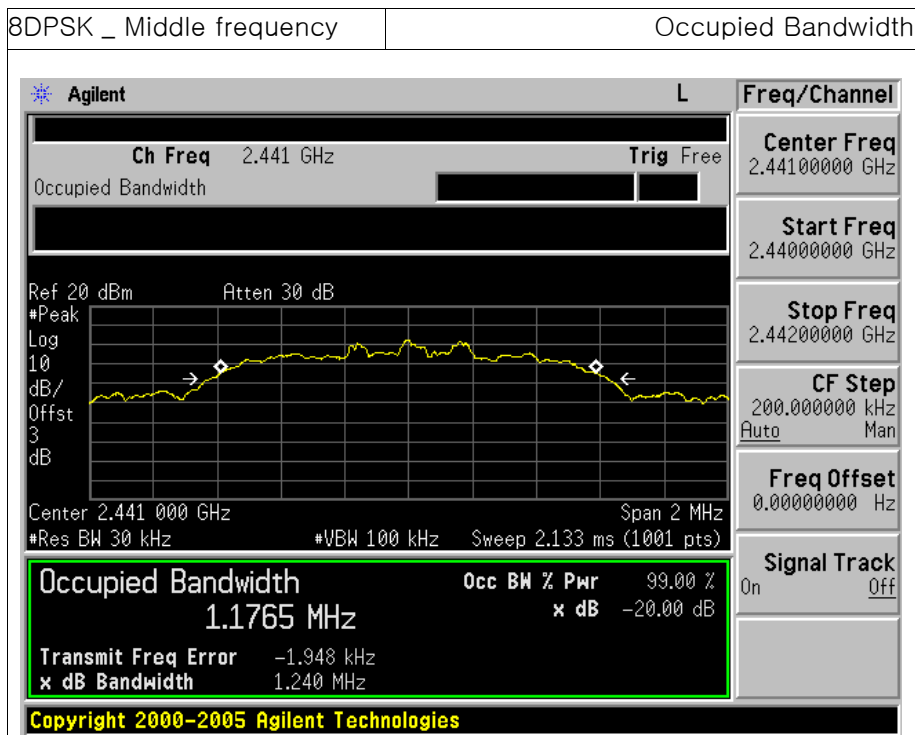 8DPSK _ Middle frequency Occupied Bandwidth
Agilent L Freq/Channel
Ch Freq 2.441 GHz Trig Free
Occupied Bandwidth
Center Freq
2.44100000 GHz
Start Freq
2.44000000 GHz
Stop Freq
2.44200000 GHz
CF Step
200.000000 kHz
Auto Man
Freq Offset
0.00000000 Hz
Signal Track
On Off
Ref 20 dBm Atten 30 dB
#Peak
Log
10
dB/
Offst
3
dB
Center 2.441 000 GHz Span 2 MHz
#Res BW 30 kHz #VBW 100 kHz Sweep 2.133 ms (1001 pts)
Occupied Bandwidth Occ BW % Pwr 99.00 %
1.1765 MHz x dB -20.00 dB
Transmit Freq Error -1.948 kHz
x dB Bandwidth 1.240 MHz
Copyright 2000-2005 Agilent Technologies